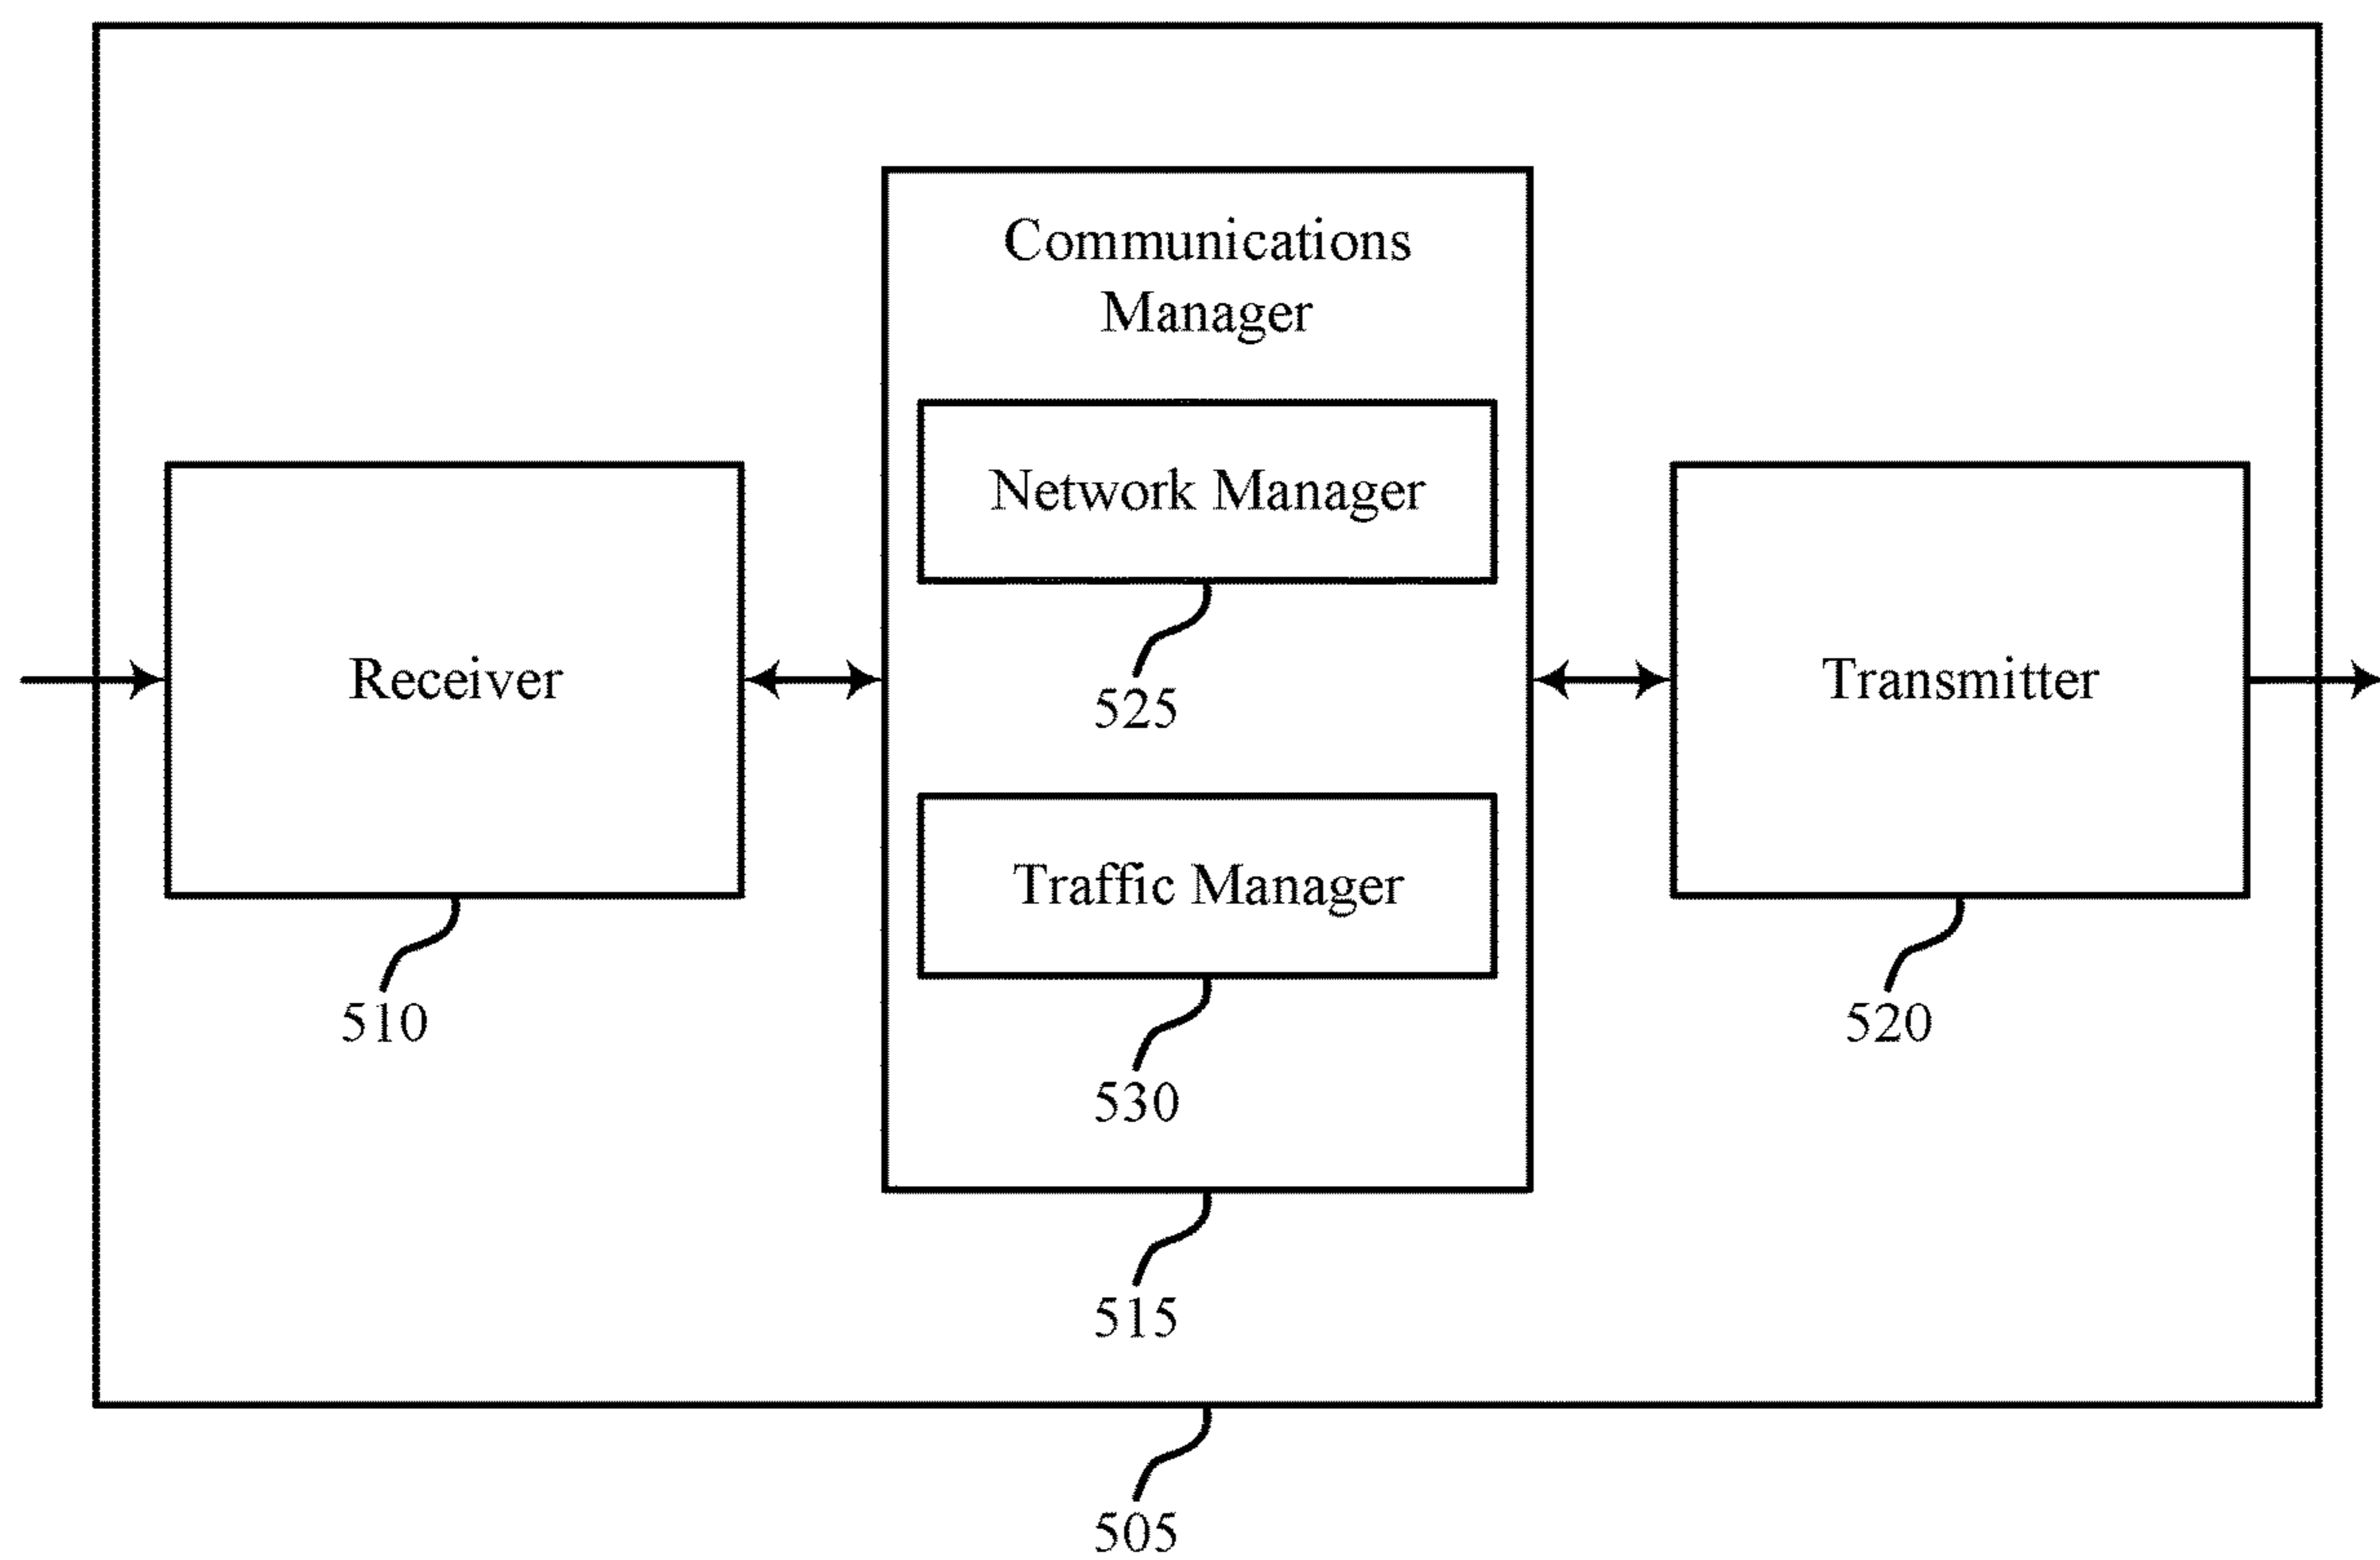 Communications
Manager
Network Manager
Receiver
Transmitter
525
Traffic Manager
510
520
530
515
505